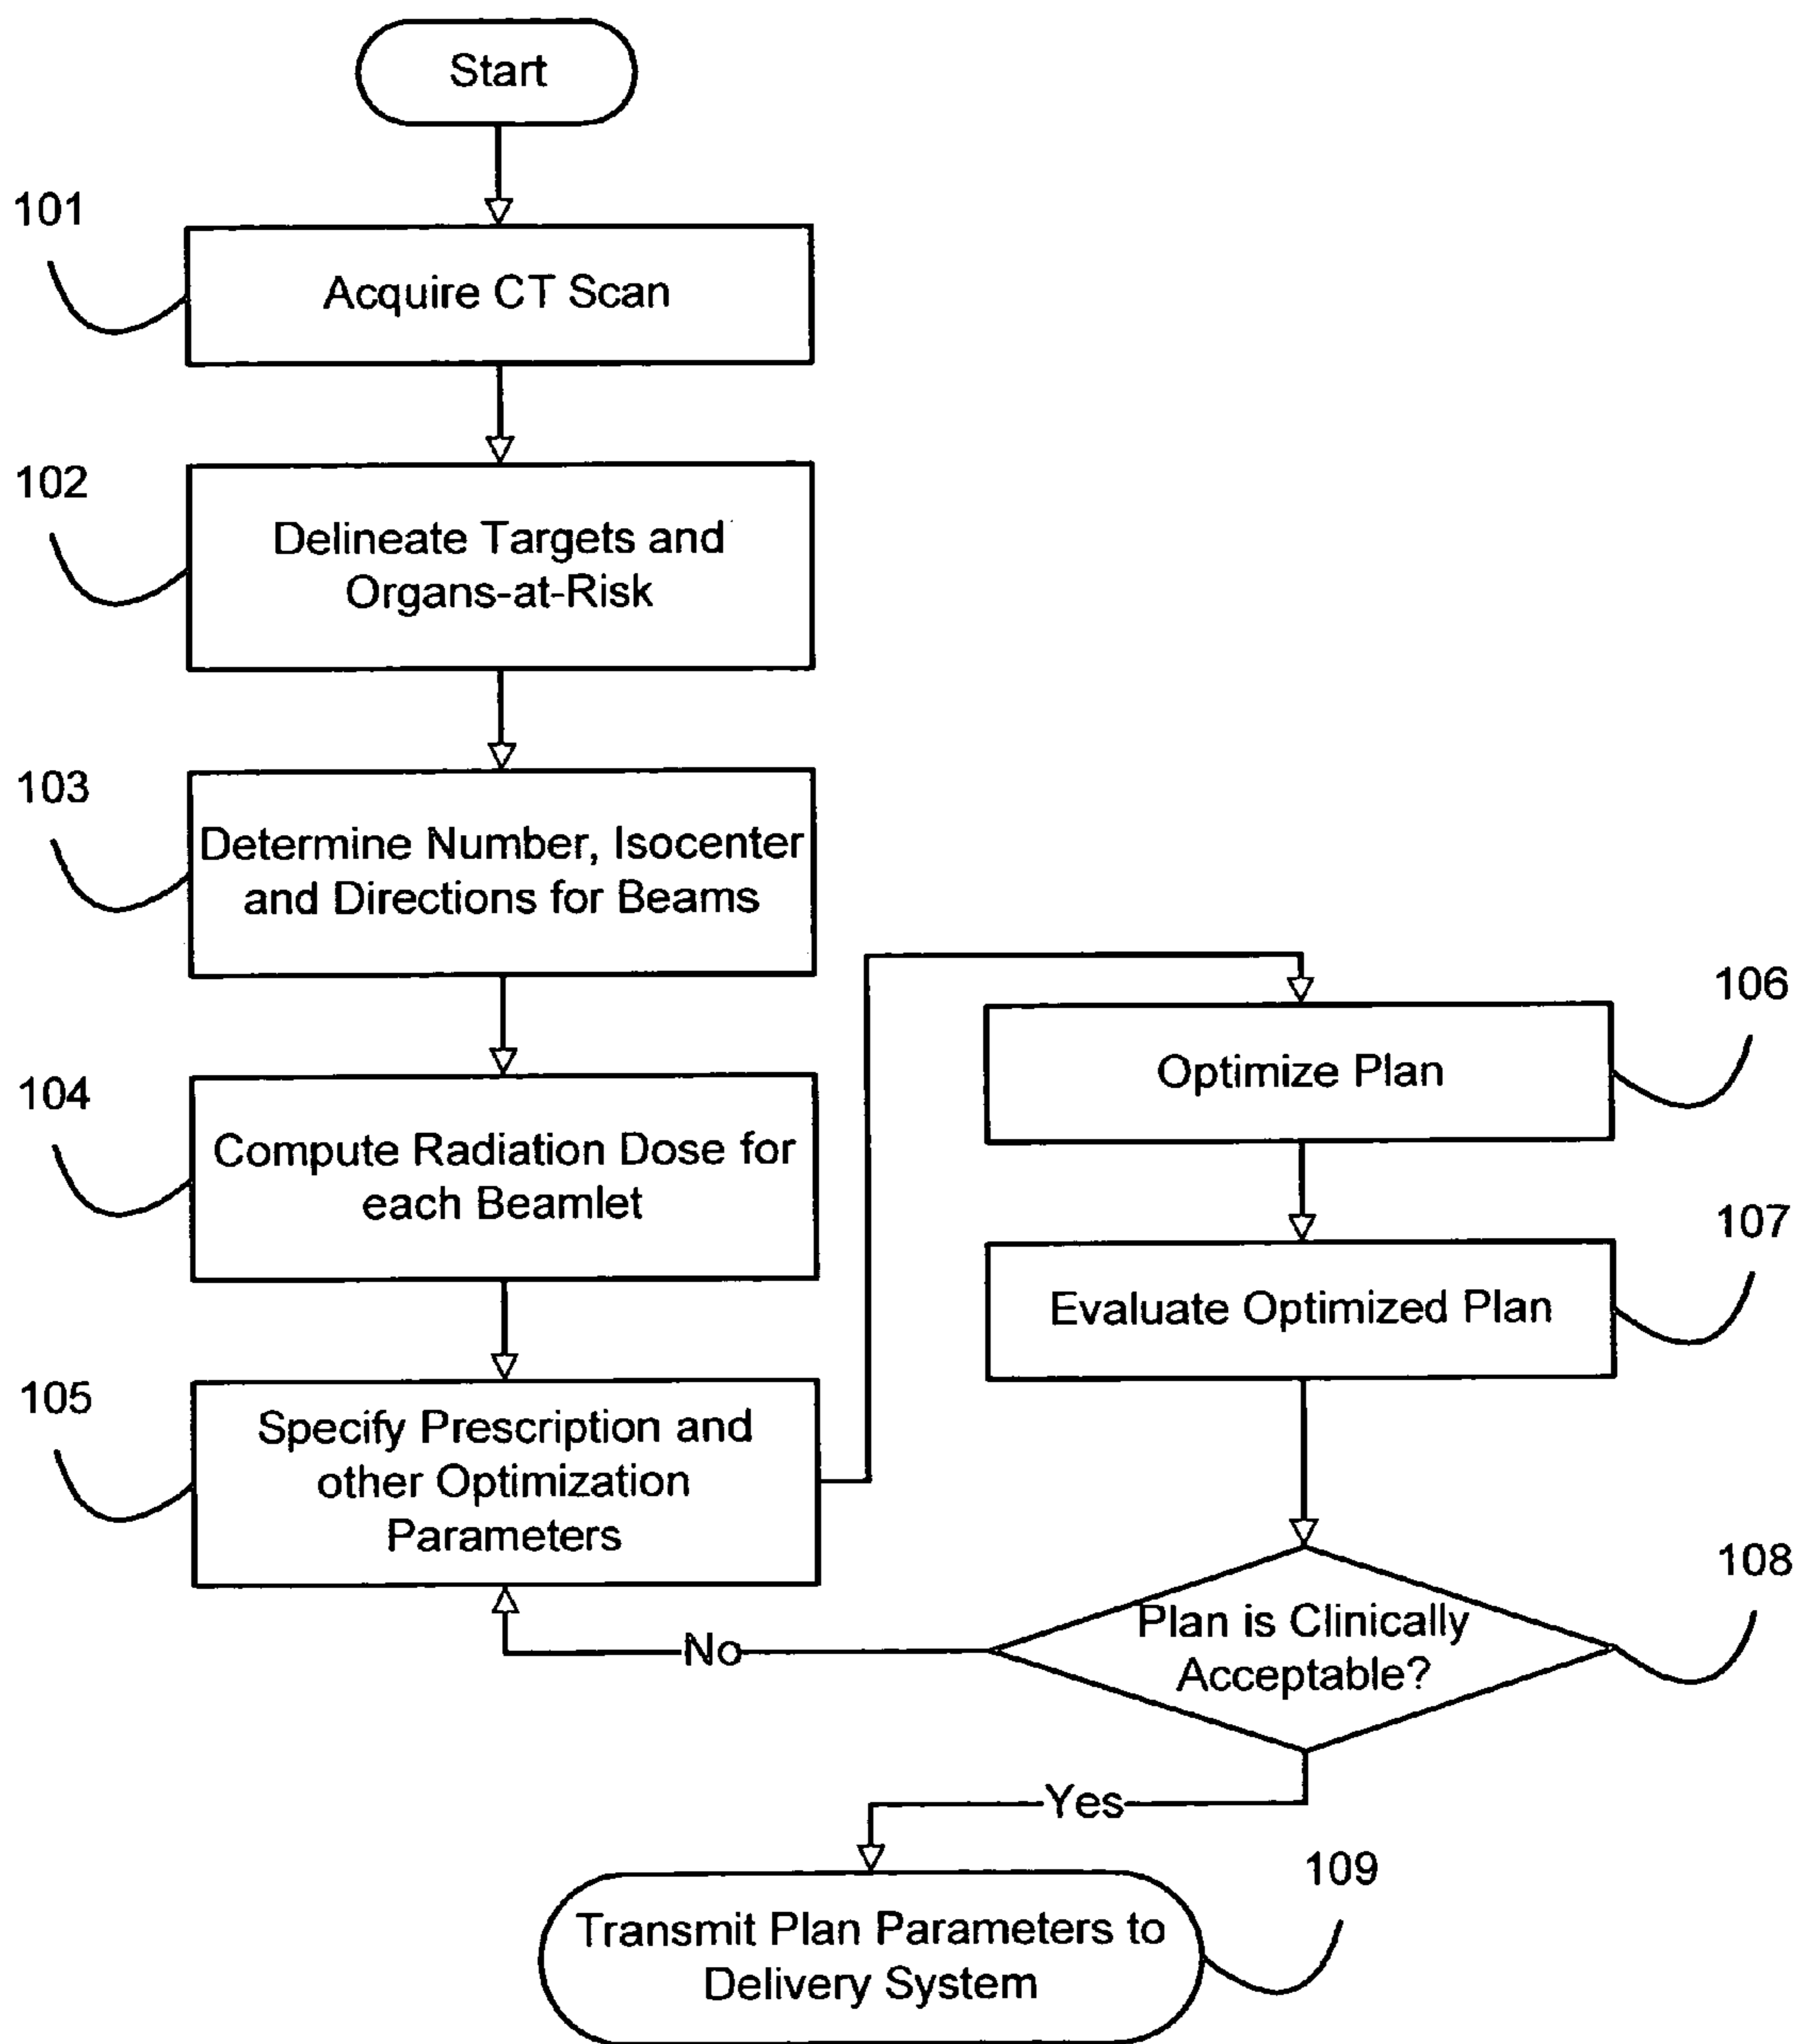 Start
101
Acquire CT Scan
102
Delineate Targets and
Organs-at-Risk
103
Determine Number, Isocenter
and Directions for Beams
104
Compute Radiation Dose for
each Beamlet
105
Specify Prescription and
other Optimization
Parameters
106
Optimize Plan
107
Evaluate Optimized Plan
108
Plan is Clinically
Acceptable?
No
Yes
109
Transmit Plan Parameters to
Delivery System